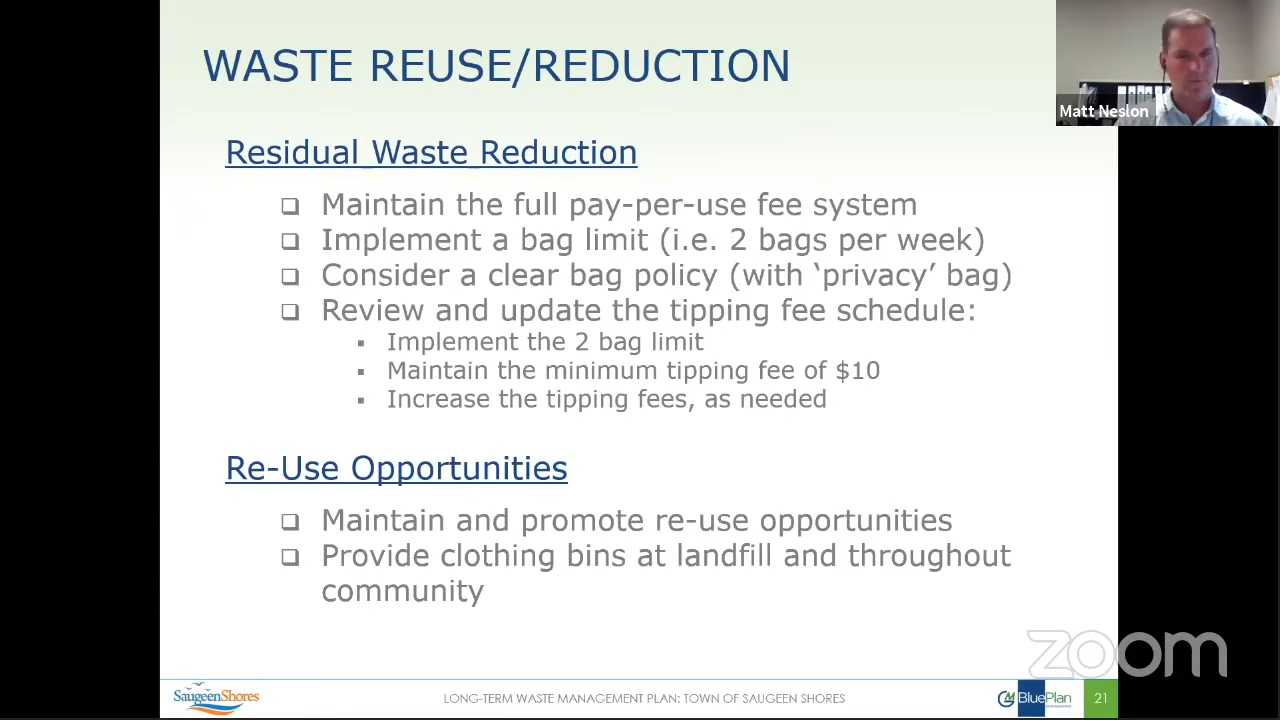 WASTE REUSE/REDUCTION
Matt Neslon
Residual Waste Reduction
❑ Maintain the full pay-per-use fee system
❑ Implement a bag limit (i.e. 2 bags per week)
❑ Consider a clear bag policy (with ‘privacy’ bag)
❑ Review and update the tipping fee schedule:
▪ Implement the 2 bag limit
▪ Maintain the minimum tipping fee of $10
▪ Increase the tipping fees, as needed
Re-Use Opportunities
❑ Maintain and promote re-use opportunities
❑ Provide clothing bins at landfill and throughout
community
zoom
SaugeenShores
LONG-TERM WASTE MANAGEMENT PLAN: TOWN OF SAUGEEN SHORES
GM BluePlan
ENGINEERING
21